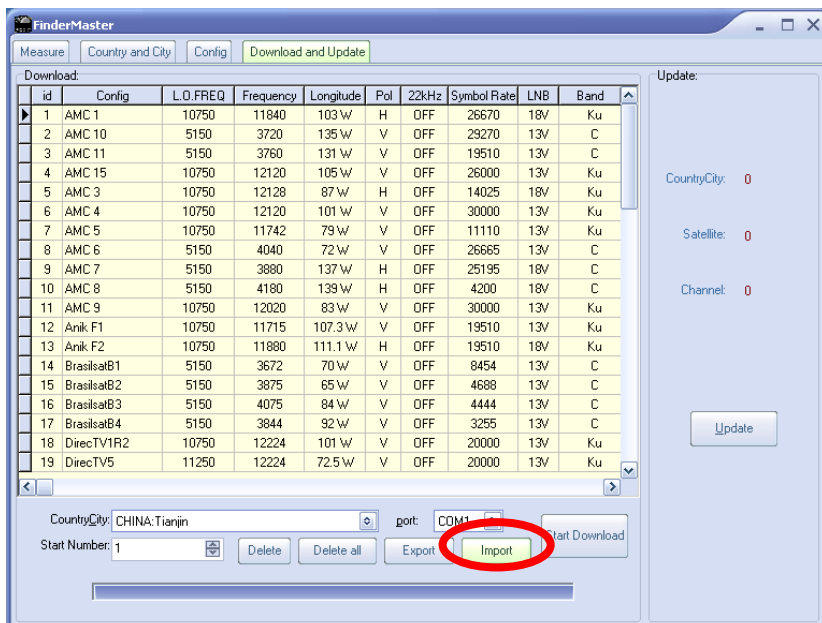 FinderMaster
Measure Country and City Config Download and Update
Download:
id Config L.O.FREQ Frequency Longitude Pol 22kHz Symbol Rate LNB Band
1 AMC 1 10750 11840 103 W H OFF 26670 18V Ku
2 AMC 10 5150 3720 135 W V OFF 29270 13V C
3 AMC 11 5150 3760 131 W V OFF 19510 13V C
4 AMC 15 10750 12120 105 W V OFF 26000 13V Ku
5 AMC 3 10750 12128 87 W H OFF 14025 18V Ku
6 AMC 4 10750 12120 101 W V OFF 30000 13V Ku
7 AMC 5 10750 11742 79 W V OFF 11110 13V Ku
8 AMC 6 5150 4040 72 W V OFF 26665 13V C
9 AMC 7 5150 3880 137 W H OFF 25195 18V C
10 AMC 8 5150 4180 139 W H OFF 4200 18V C
11 AMC 9 10750 12020 83 W V OFF 30000 13V Ku
12 Anik F1 10750 11715 107.3 W V OFF 19510 13V Ku
13 Anik F2 10750 11880 111.1 W H OFF 19510 18V Ku
14 BrasilsatB1 5150 3672 70 W V OFF 8454 13V C
15 BrasilsatB2 5150 3875 65 W V OFF 4688 13V C
16 BrasilsatB3 5150 4075 84 W V OFF 4444 13V C
17 BrasilsatB4 5150 3844 92 W V OFF 3255 13V C
18 DirecTV1R2 10750 12224 101 W V OFF 20000 13V Ku
19 DirecTV5 11250 12224 72.5 W V OFF 20000 13V Ku
CountryCity: CHINA:Tianjin port: COM1
Start Number: 1 Delete Delete all Export Import Start Download
Update:
CountryCity: 0
Satellite: 0
Channel: 0
Update